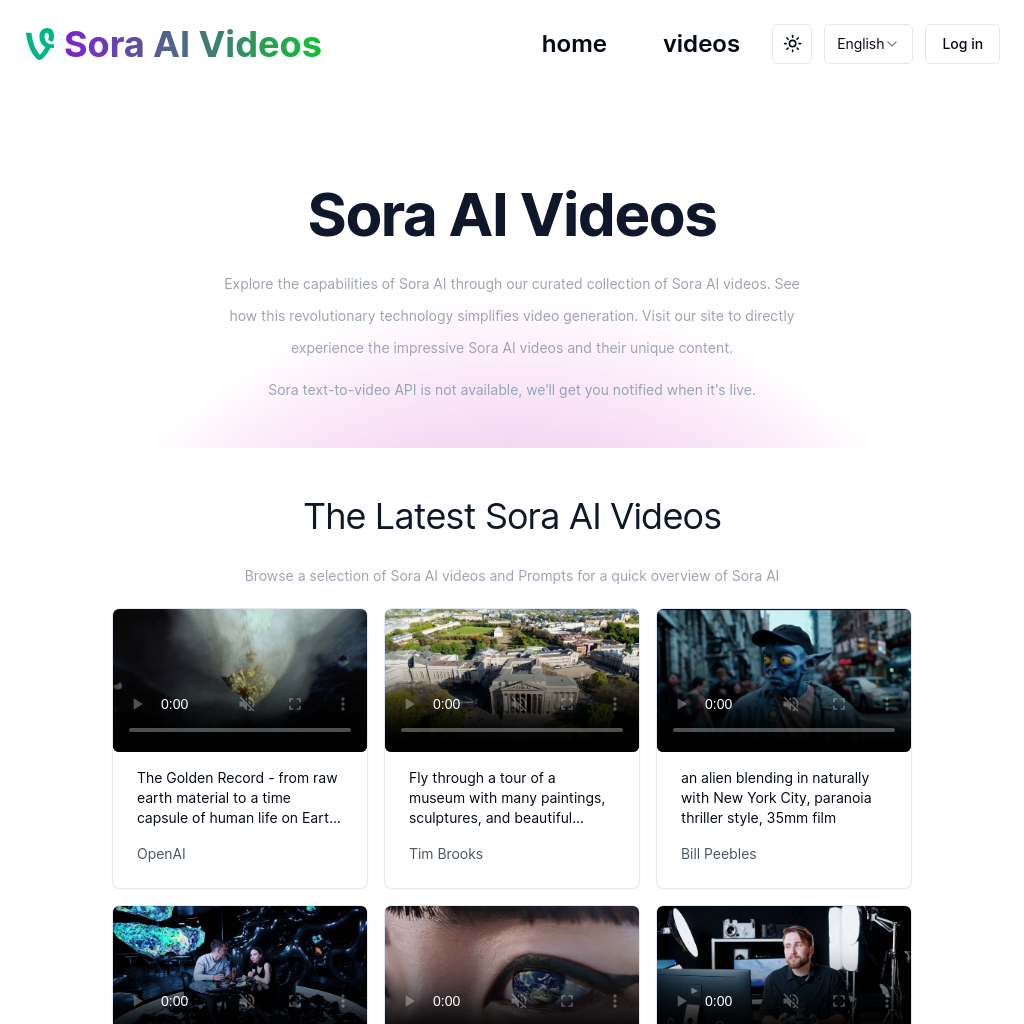 Sora AI Videos
home
videos
English
Log in
Sora AI Videos
Explore the capabilities of Sora AI through our curated collection of Sora AI videos. See
how this revolutionary technology simplifies video generation. Visit our site to directly
experience the impressive Sora AI videos and their unique content.
Sora text-to-video API is not available, we'll get you notified when it's live.
The Latest Sora AI Videos
Browse a selection of Sora AI videos and Prompts for a quick overview of Sora AI
0:00
0:00
0:00
The Golden Record - from raw
earth material to a time
capsule of human life on Eart...
OpenAI
Fly through a tour of a
museum with many paintings,
sculptures, and beautiful...
Tim Brooks
an alien blending in naturally
with New York City, paranoia
thriller style, 35mm film
Bill Peebles
0:00
0:00
0:00